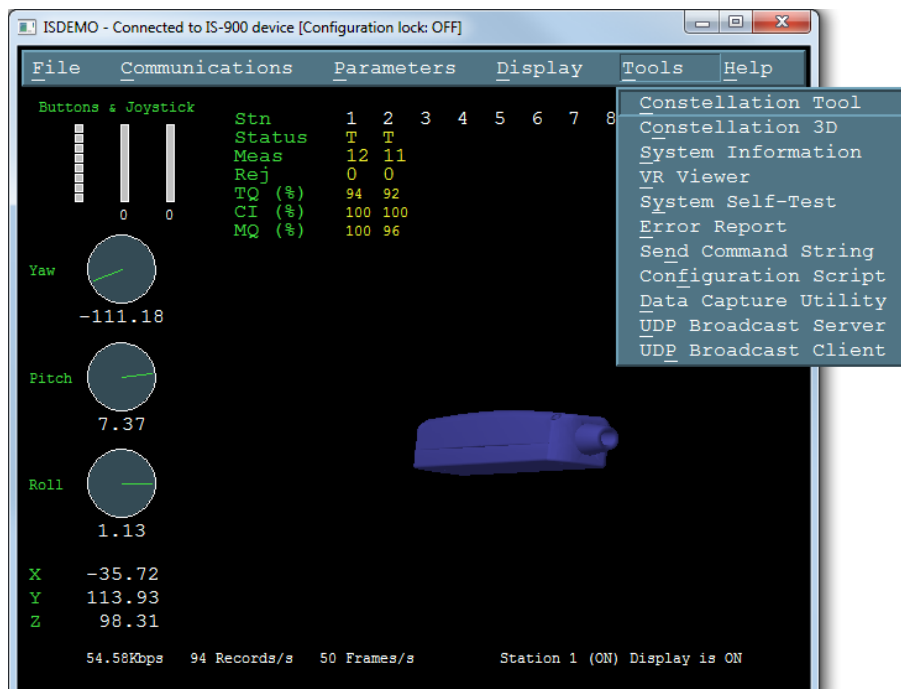 ISDEMO - Connected to IS-900 device [Configuration lock: OFF]
File Communications Parameters Display Tools Help
Constellation Tool
Constellation 3D
System Information
VR Viewer
System Self-Test
Error Report
Send Command String
Configuration Script
Data Capture Utility
UDP Broadcast Server
UDP Broadcast Client
Buttons & Joystick
0 0
Stn 1 2 3 4 5 6 7 8
Status T T
Meas 12 11
Rej 0 0
TQ (%) 94 92
CI (%) 100 100
MQ (%) 100 96
Yaw
-111.18
Pitch
7.37
Roll
1.13
X -35.72
Y 113.93
Z 98.31
54.58Kbps 94 Records/s 50 Frames/s Station 1 (ON) Display is ON